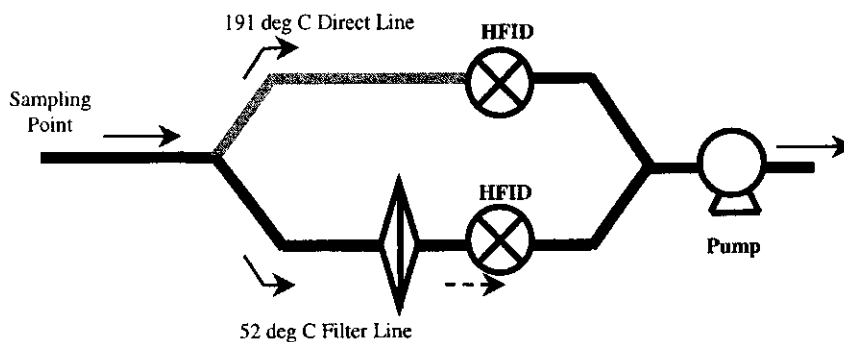 191 deg C Direct Line
HFID
Sampling
Point
HFID
Pump
52 deg C Filter Line